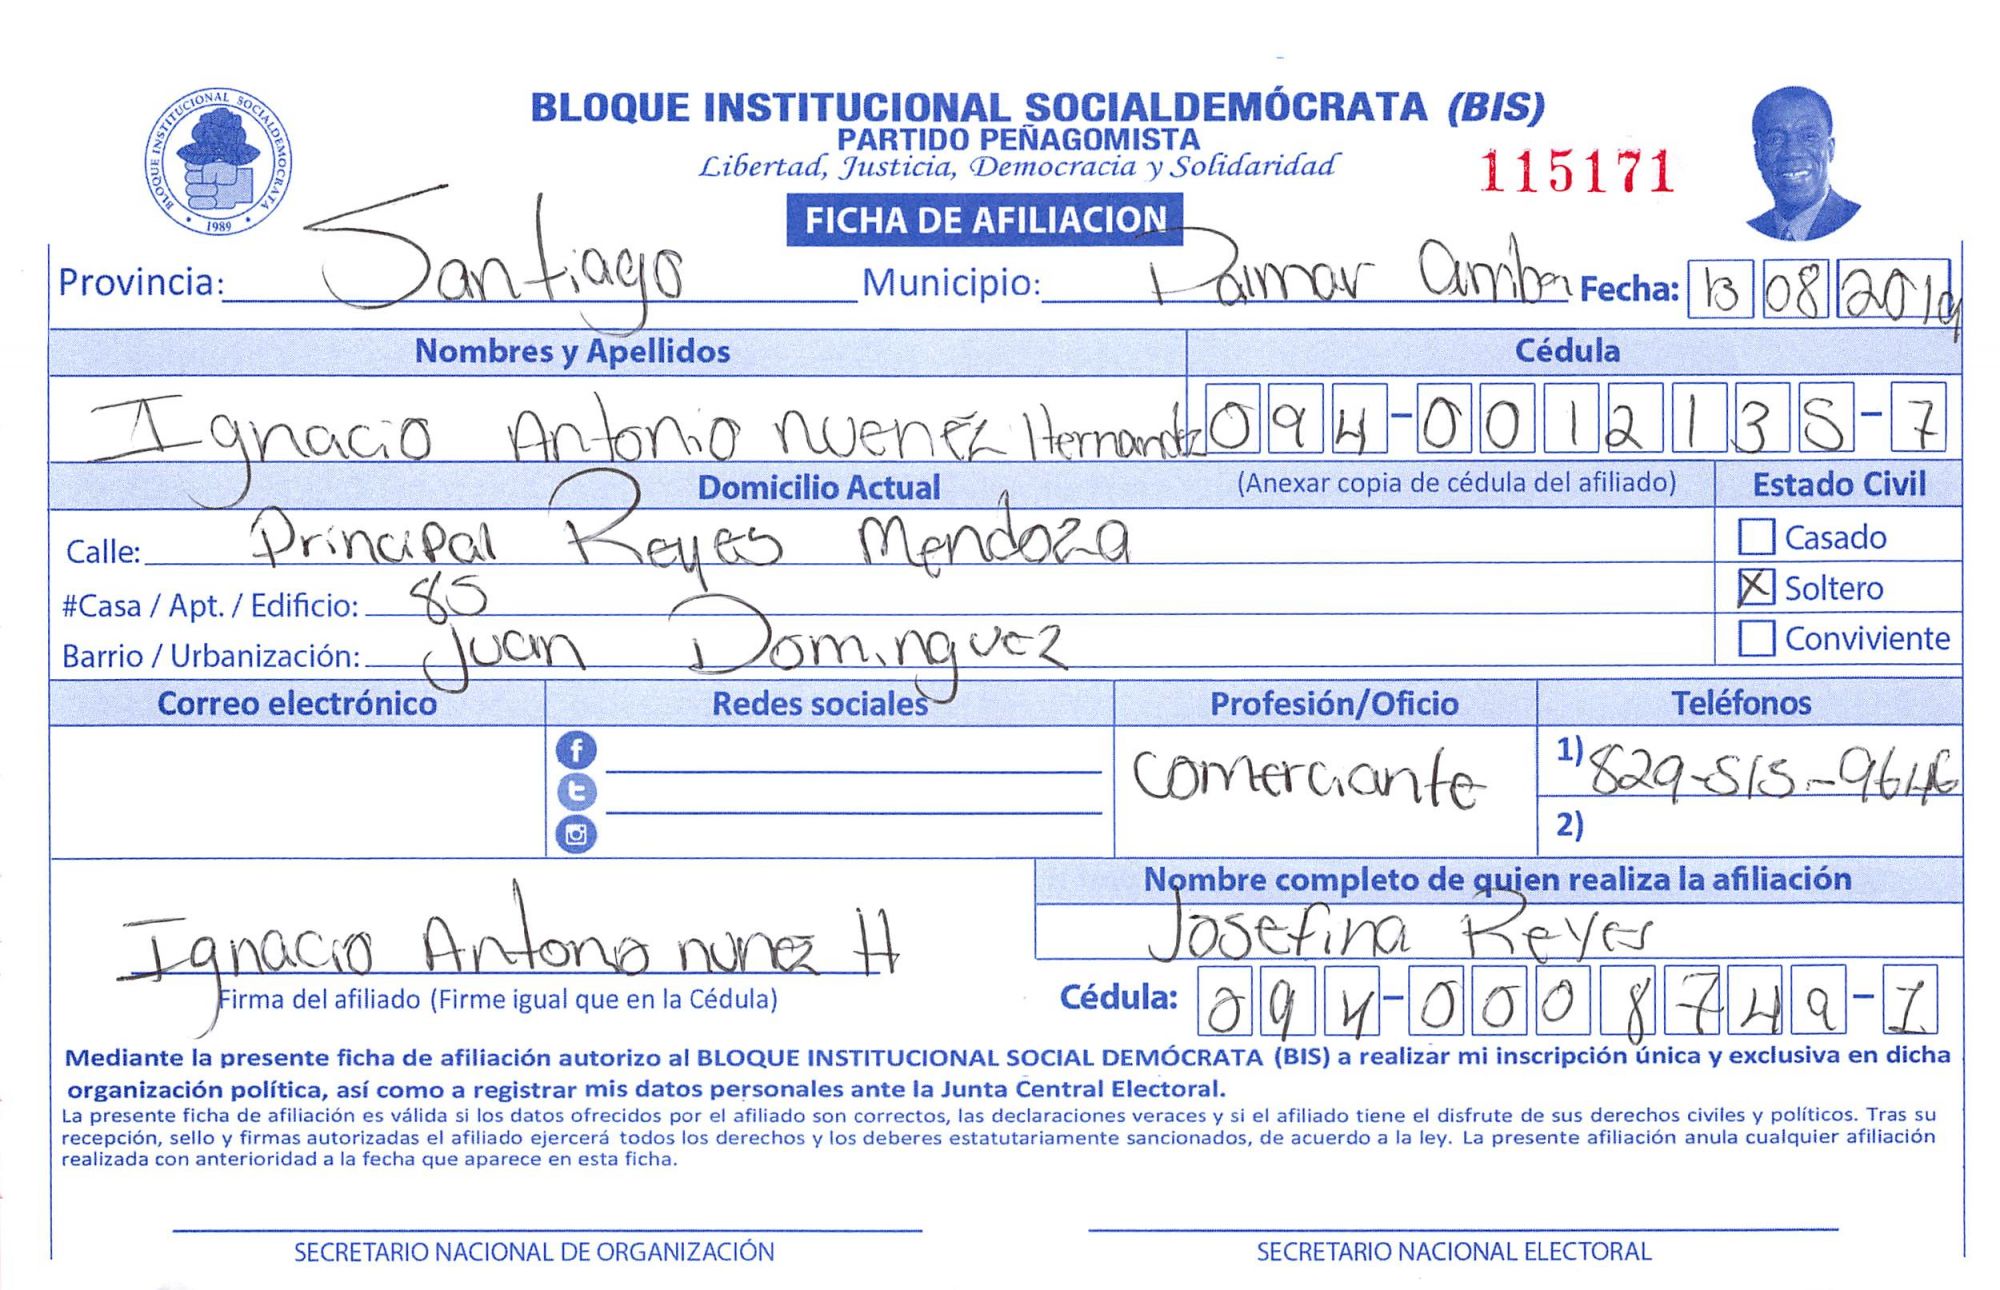 BLOQUE INSTITUCIONAL SOCIALDEMÓCRATA (BIS)
PARTIDO PEÑAGOMISTA
Libertad, Justicia, Democracia y Solidaridad
115171
BLOQUE INSTITUCIONAL SOCIALDEMOCRATA
1989
FICHA DE AFILIACION
Provincia: Santiago Municipio: Palmar Arriba Fecha: 13 08 2019
Nombres y Apellidos Cédula
Ignacio Antonio Nuenez Hernandez 094-0012135-7
Domicilio Actual (Anexar copia de cédula del afiliado) Estado Civil
Calle: Principal Reyes Mendoza Casado
#Casa / Apt. / Edificio: 85 X Soltero
Barrio / Urbanización: Juan Dominguez Conviviente
Correo electrónico Redes sociales Profesión/Oficio Teléfonos
comerciante 1) 829-515-9646
2)
Nombre completo de quien realiza la afiliación
Josefina Reyes
Ignacio Antono nunez H
Firma del afiliado (Firme igual que en la Cédula) Cédula: 094-0008749-1
Mediante la presente ficha de afiliación autorizo al BLOQUE INSTITUCIONAL SOCIAL DEMÓCRATA (BIS) a realizar mi inscripción única y exclusiva en dicha
organización política, así como a registrar mis datos personales ante la Junta Central Electoral.
La presente ficha de afiliación es válida si los datos ofrecidos por el afiliado son correctos, las declaraciones veraces y si el afiliado tiene el disfrute de sus derechos civiles y políticos. Tras su
recepción, sello y firmas autorizadas el afiliado ejercerá todos los derechos y los deberes estatutariamente sancionados, de acuerdo a la ley. La presente afiliación anula cualquier afiliación
realizada con anterioridad a la fecha que aparece en esta ficha.
SECRETARIO NACIONAL DE ORGANIZACIÓN SECRETARIO NACIONAL ELECTORAL